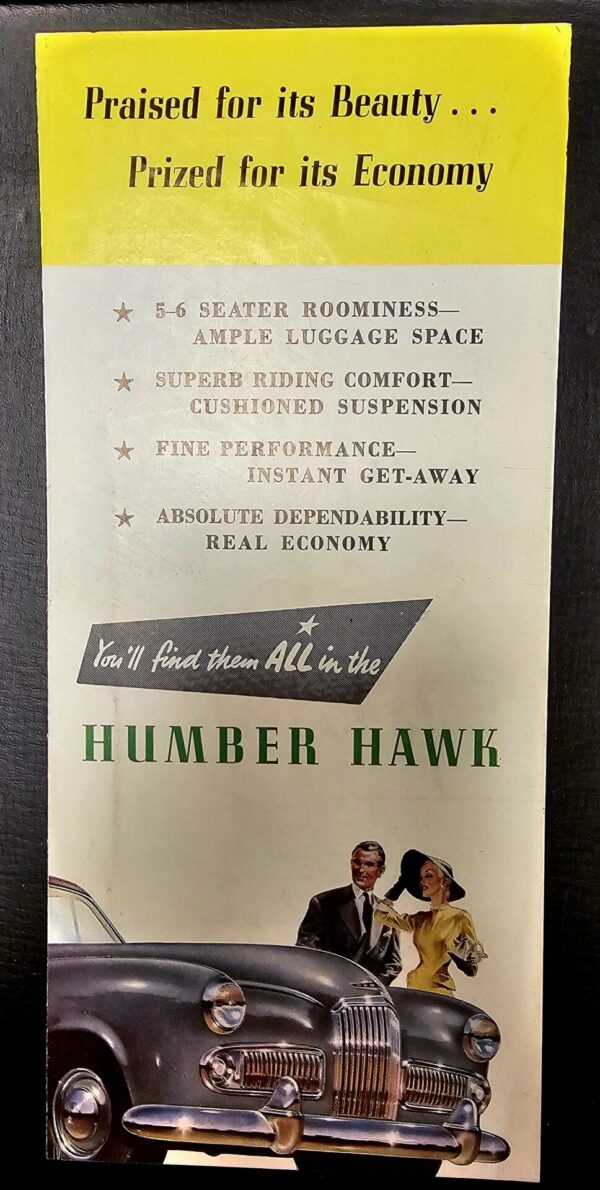 Praised for its Beauty...
Prized for its Economy
5-6 SEATER ROOMINESS—
AMPLE LUGGAGE SPACE
SUPERB RIDING COMFORT—
CUSHIONED SUSPENSION
FINE PERFORMANCE—
INSTANT GET-AWAY
ABSOLUTE DEPENDABILITY—
REAL ECONOMY
You'll find them ALL in the
HUMBER HAWK